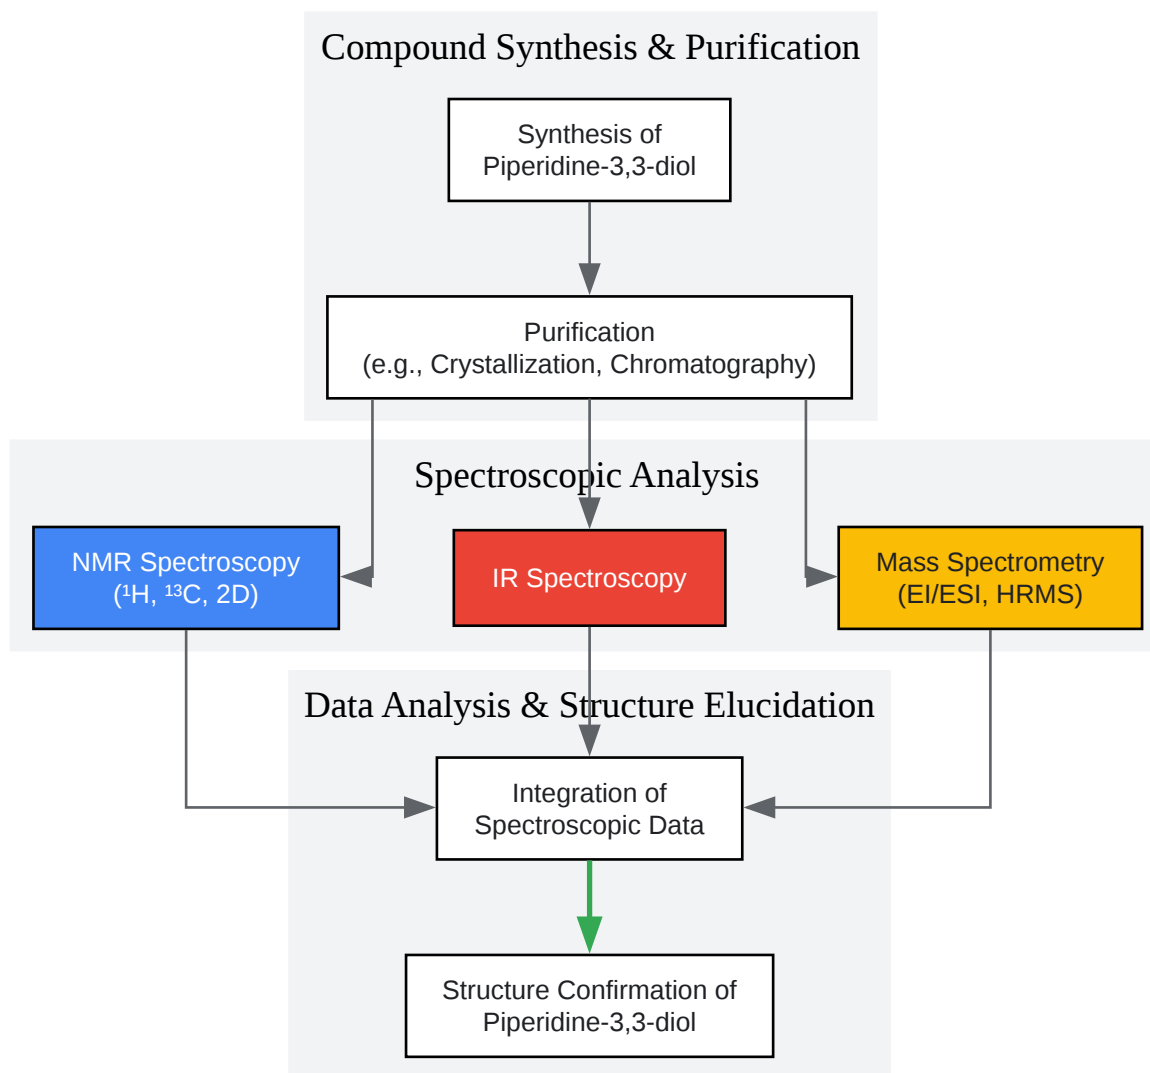 Compound Synthesis & Purification
Synthesis of
Piperidine-3,3-diol
Purification
(e.g., Crystallization, Chromatography)
Spectroscopic Analysis
NMR Spectroscopy
(¹H, ¹³C, 2D)
IR Spectroscopy
Mass Spectrometry
(EI/ESI, HRMS)
Data Analysis & Structure Elucidation
Integration of
Spectroscopic Data
Structure Confirmation of
Piperidine-3,3-diol